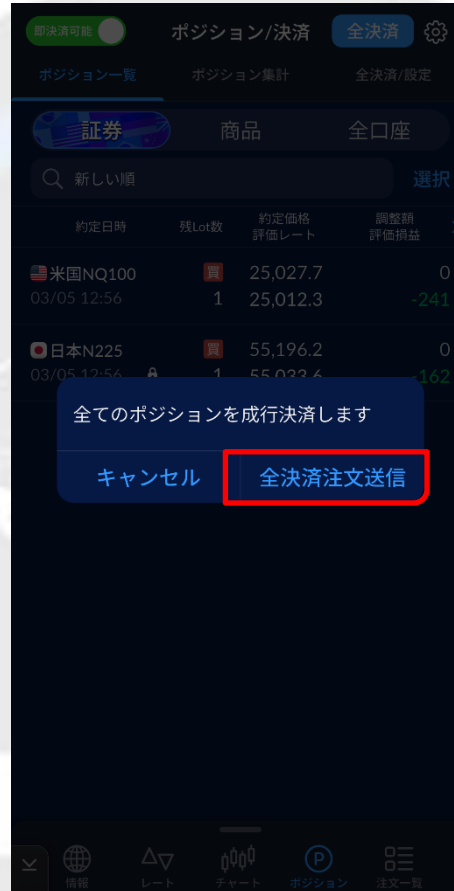 即決済可能 ポジション/決済 全決済
ポジション一覧 ポジション集計 全決済/設定
証券 商品 全口座
新しい順 選択
約定日時 残Lot数 約定価格 評価レート 調整額 評価損益
米国NQ100 買 25,027.7 0
03/05 12:56 1 25,012.3 -241
日本N225 買 55,196.2 0
03/05 12:56 1 55,033.6 -162
全てのポジションを成行決済します
キャンセル 全決済注文送信
情報 レート チャート ポジション 注文一覧
P